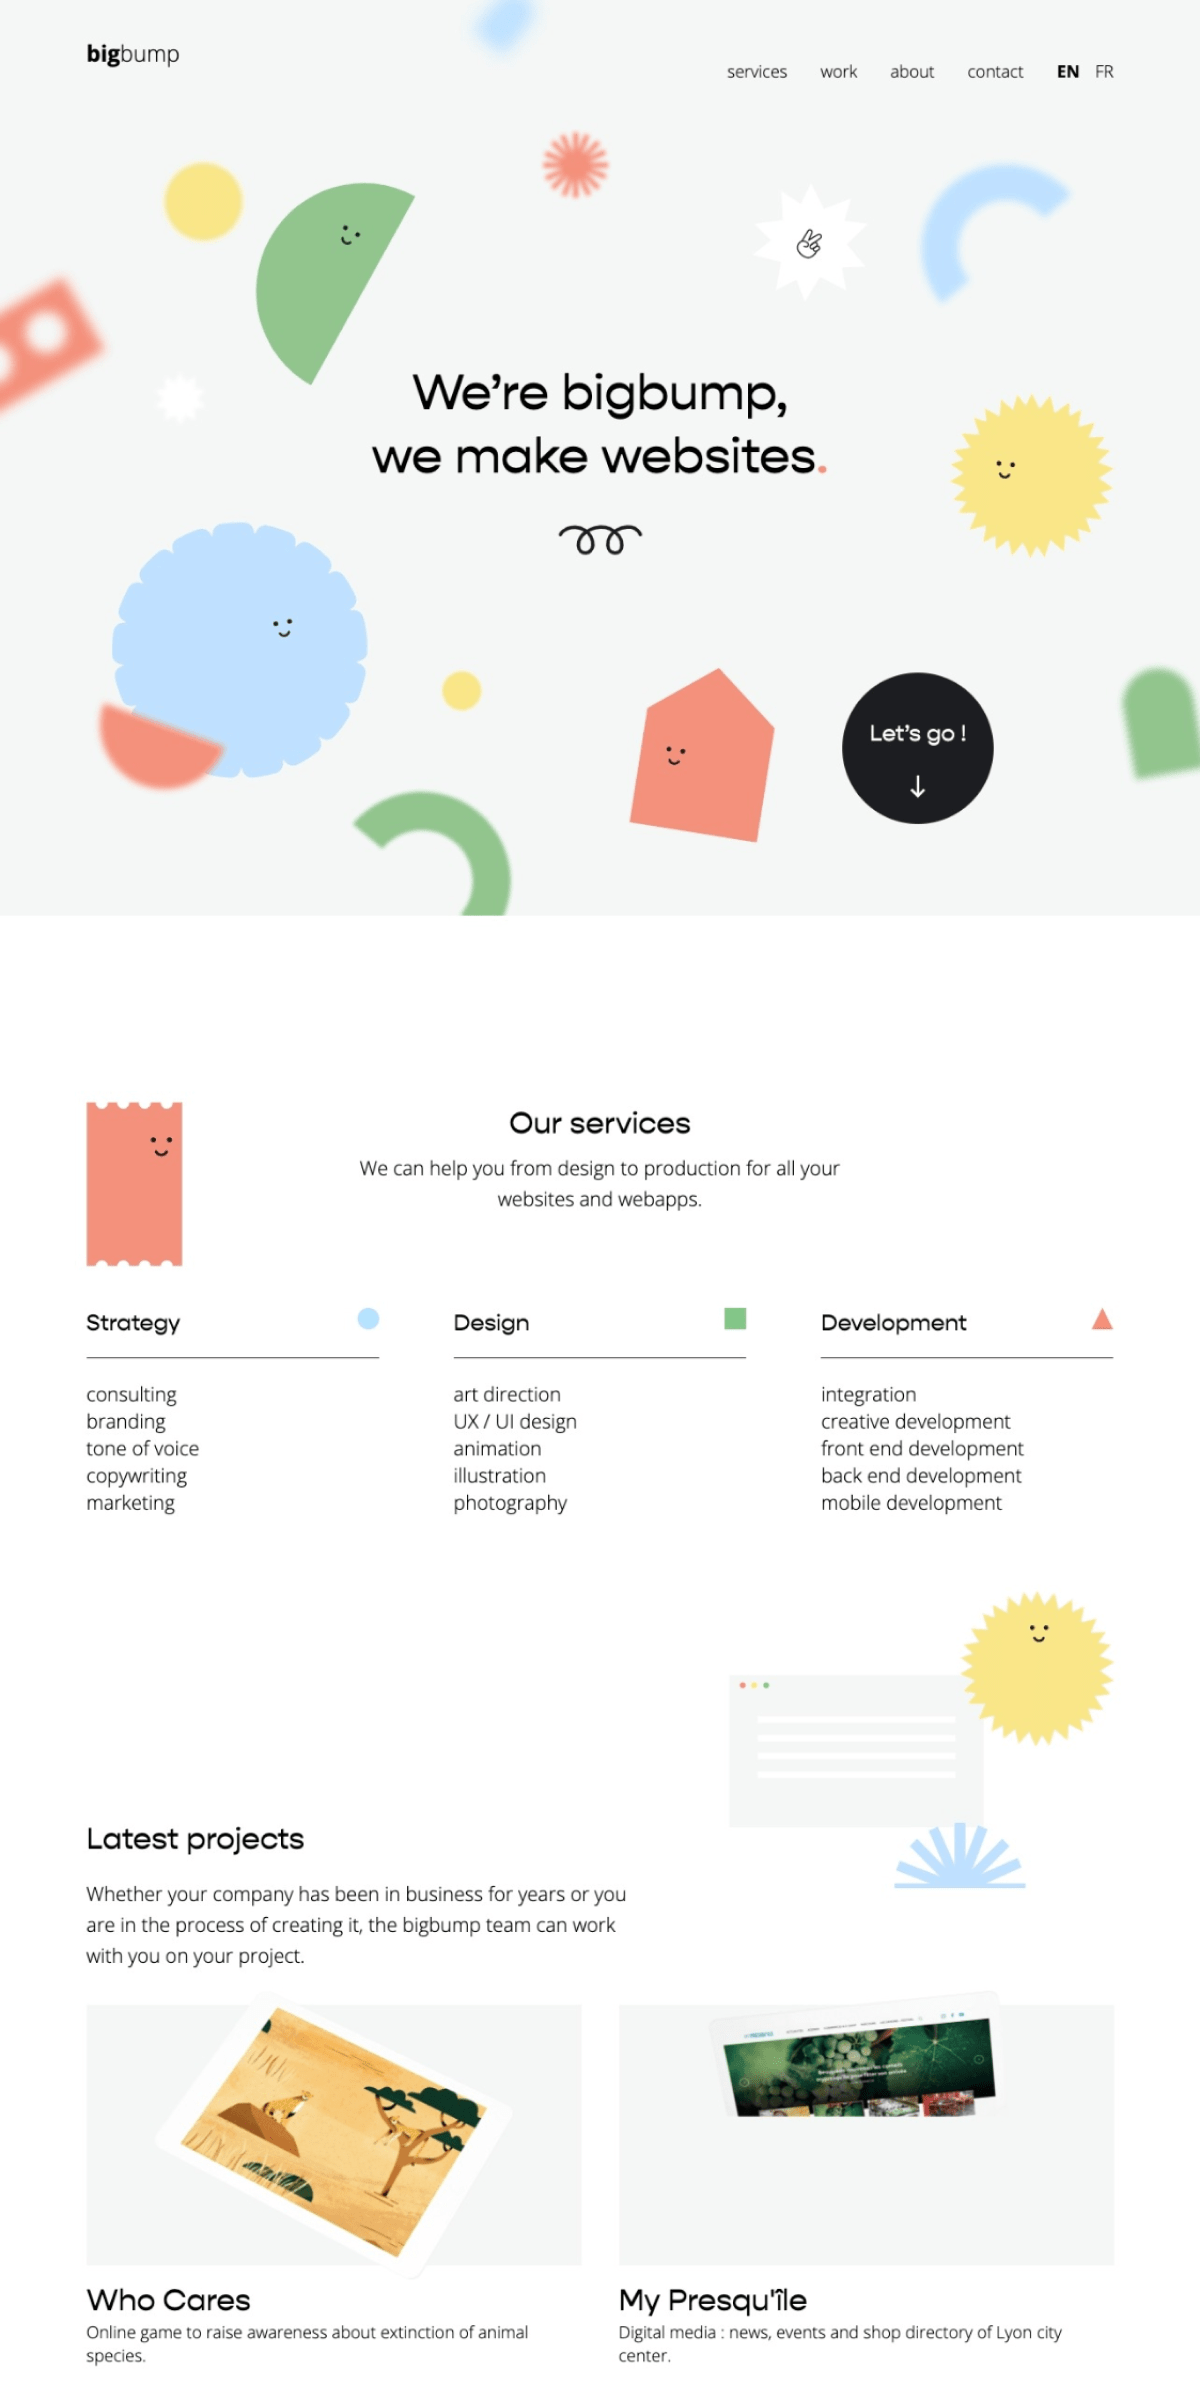 bigbump
services work about contact EN FR
We’re bigbump,
we make websites.
Let’s go !
Our services
We can help you from design to production for all your
websites and webapps.
Strategy
consulting
branding
tone of voice
copywriting
marketing
Design
art direction
UX / UI design
animation
illustration
photography
Development
integration
creative development
front end development
back end development
mobile development
Latest projects
Whether your company has been in business for years or you
are in the process of creating it, the bigbump team can work
with you on your project.
Who Cares
Online game to raise awareness about extinction of animal
species.
My Presqu'île
Digital media : news, events and shop directory of Lyon city
center.